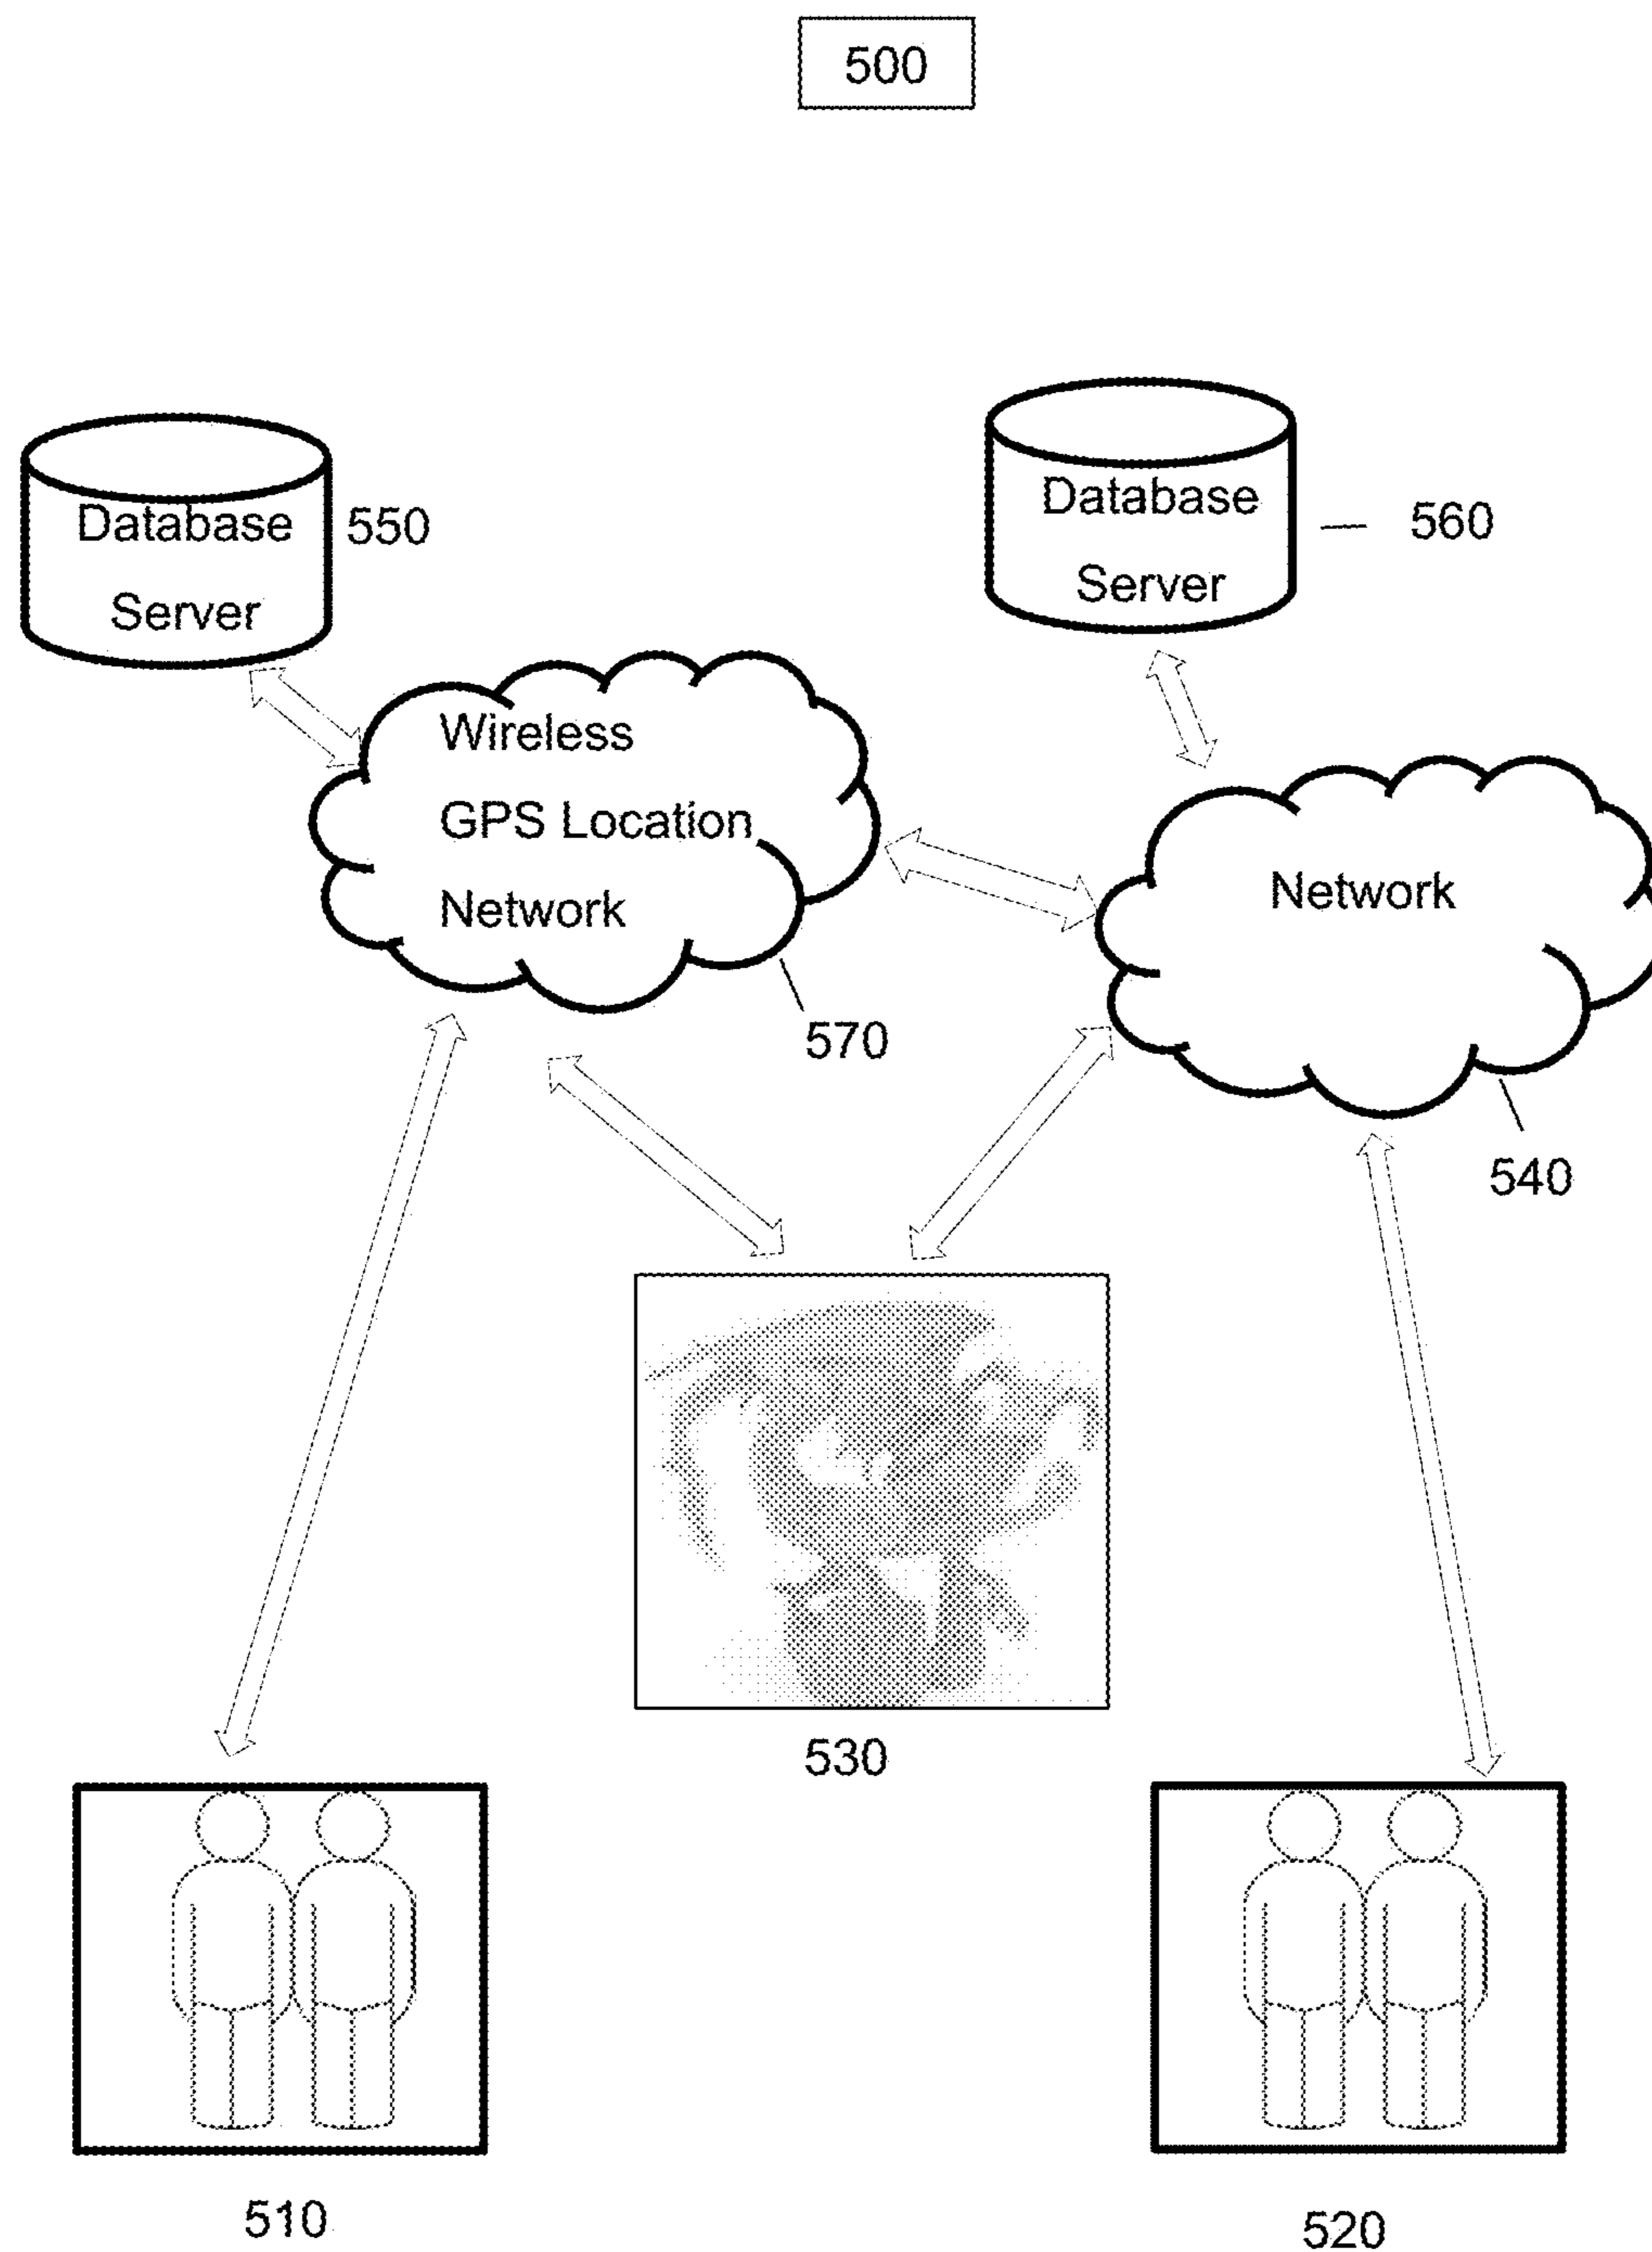 500
Database
Server
550
Database
Server
560
Wireless
GPS Location
Network
570
Network
540
530
510
520